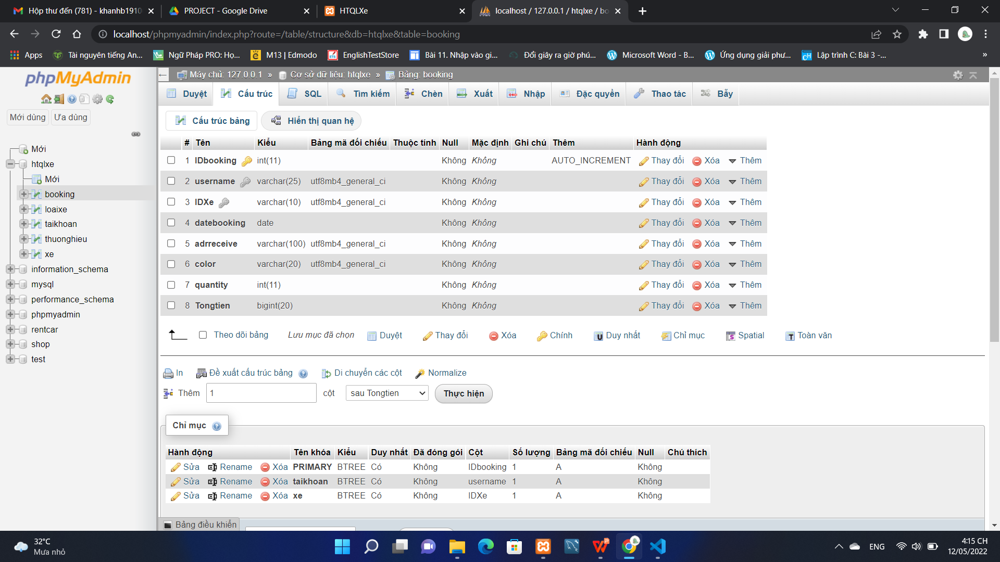 Hộp thư đến (781) - khanhb1910
PROJECT - Google Drive
HTQLXe
localhost / 127.0.0.1 / htqlxe / bo
localhost/phpmyadmin/index.php?route=/table/structure&db=htqlxe&table=booking
Apps
Tài nguyên tiếng An...
Ngữ Pháp PRO: Họ...
M13 | Edmodo
EnglishTestStore
Bài 11. Nhập vào gi...
Đổi giây ra giờ phú...
Microsoft Word - B...
Ứng dụng giải phư...
Lập trình C: Bài 3 -...
»
phpMyAdmin
Mới dùng Ưa dùng
Mới
htqlxe
Mới
booking
loaixe
taikhoan
thuonghieu
xe
information_schema
mysql
performance_schema
phpmyadmin
rentcar
shop
test
Máy chủ: 127.0.0.1 » Cơ sở dữ liệu: htqlxe » Bảng: booking
Duyệt Cấu trúc SQL Tìm kiếm Chèn Xuất Nhập Đặc quyền Thao tác Bẫy
Cấu trúc bảng Hiển thị quan hệ
# Tên Kiểu Bảng mã đối chiếu Thuộc tính Null Mặc định Ghi chú Thêm Hành động
1 IDbooking int(11) Không Không AUTO_INCREMENT Thay đổi Xóa Thêm
2 username varchar(25) utf8mb4_general_ci Không Không Thay đổi Xóa Thêm
3 IDXe varchar(10) utf8mb4_general_ci Không Không Thay đổi Xóa Thêm
4 datebooking date Không Không Thay đổi Xóa Thêm
5 adrreceive varchar(100) utf8mb4_general_ci Không Không Thay đổi Xóa Thêm
6 color varchar(20) utf8mb4_general_ci Không Không Thay đổi Xóa Thêm
7 quantity int(11) Không Không Thay đổi Xóa Thêm
8 Tongtien bigint(20) Không Không Thay đổi Xóa Thêm
Theo dõi bảng Lưu mục đã chọn Duyệt Thay đổi Xóa Chính Duy nhất Chỉ mục Spatial Toàn văn
In Đề xuất cấu trúc bảng Di chuyển các cột Normalize
Thêm 1 cột sau Tongtien Thực hiện
Chỉ mục
Hành động Tên khóa Kiểu Duy nhất Đã đóng gói Cột Số lượng Bảng mã đối chiếu Null Chú thích
Sửa Rename Xóa PRIMARY BTREE Có Không IDbooking 1 A Không
Sửa Rename Xóa taikhoan BTREE Có Không username 1 A Không
Sửa Rename Xóa xe BTREE Có Không IDXe 1 A Không
Bảng điều khiển
32°C
Mưa nhỏ
ENG
4:15 CH
12/05/2022